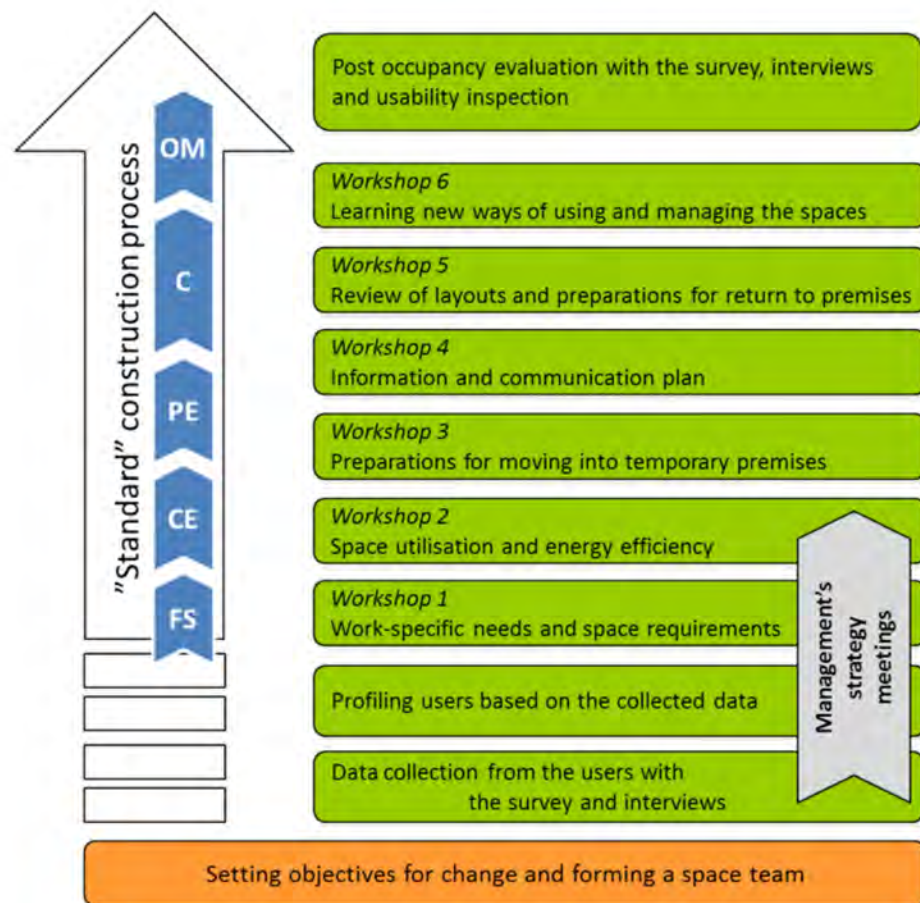 Post occupancy evaluation with the survey, interviews
and usability inspection
Workshop 6
Learning new ways of using and managing the spaces
Workshop 5
Review of layouts and preparations for return to premises
Workshop 4
Information and communication plan
Workshop 3
Preparations for moving into temporary premises
Workshop 2
Space utilisation and energy efficiency
Workshop 1
Work-specific needs and space requirements
Profiling users based on the collected data
Data collection from the users with
the survey and interviews
Management's
strategy
meetings
"Standard" construction process
OM
C
PE
CE
FS
Setting objectives for change and forming a space team